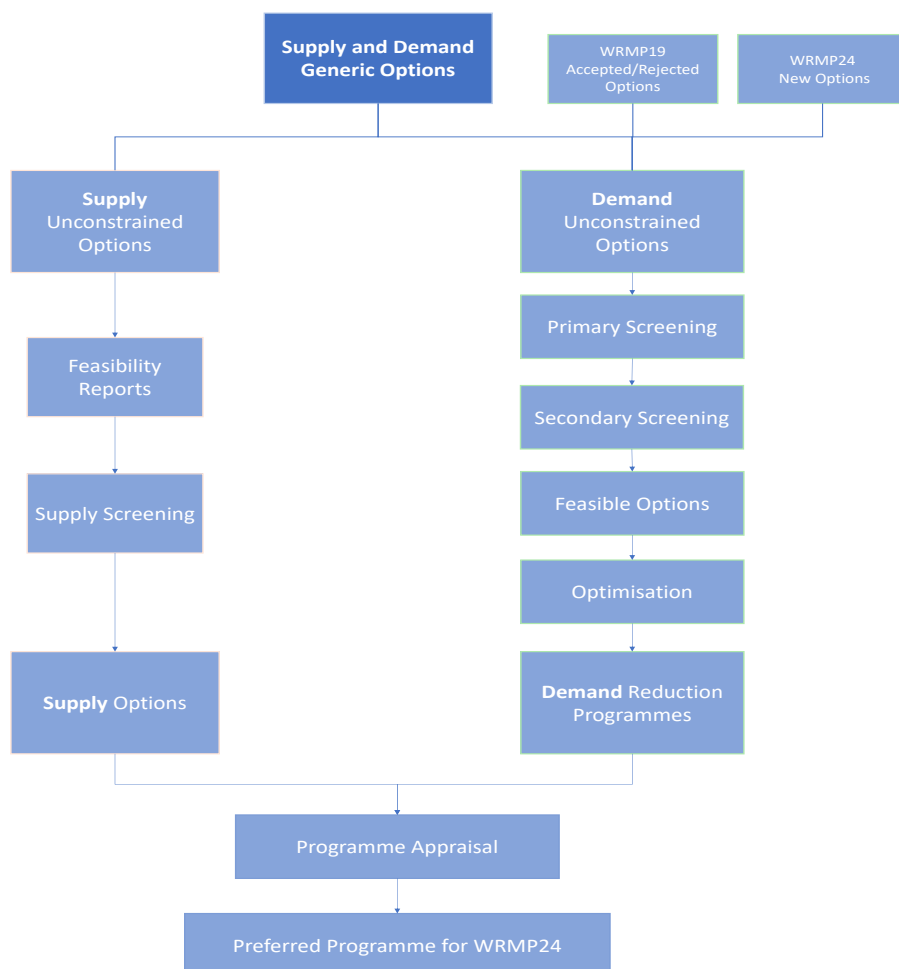 Supply and Demand
Generic Options
WRMP19
Accepted/Rejected
Options
WRMP24
New Options
Supply
Unconstrained
Options
Demand
Unconstrained
Options
Primary Screening
Feasibility
Reports
Secondary Screening
Supply Screening
Feasible Options
Optimisation
Supply Options
Demand Reduction
Programmes
Programme Appraisal
Preferred Programme for WRMP24